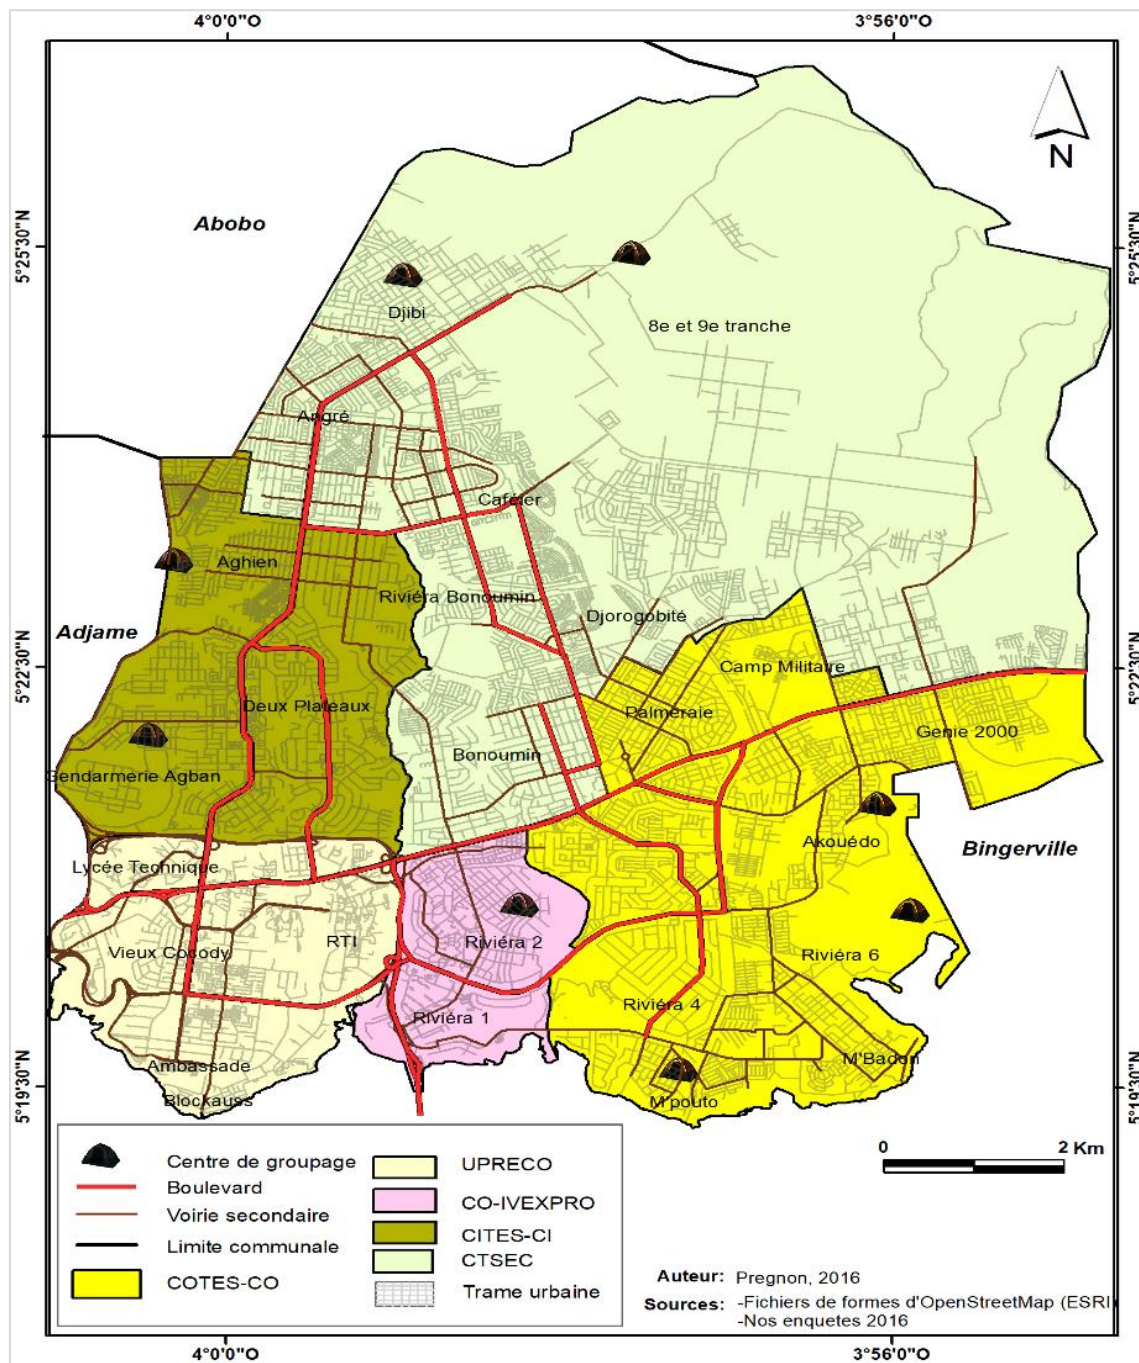 4°0'0"O
3°56'0"O
N
5°25'30"N
5°25'30"N
Abobo
Djibi
8e et 9e tranche
Angré
Caféier
Aghien
Riviéra Bonoumin
Djorogobité
Adjame
5°22'30"N
5°22'30"N
Camp Militaire
Deux Plateaux
Palmeraie
Génie 2000
Bonoumin
Gendarmerie Agban
Akouédo
Bingerville
Lycée Technique
Vieux Cocody
RTI
Riviéra 2
Riviéra 6
Riviéra 4
Riviéra 1
M'Badon
Ambassade
Blockauss
M'pouto
5°19'30"N
5°19'30"N
Centre de groupage
Boulevard
Voirie secondaire
Limite communale
COTES-CO
UPRECO
CO-IVEXPRO
CITES-CI
CTSEC
Trame urbaine
0 2 Km
Auteur: Pregnon, 2016
Sources: -Fichiers de formes d'OpenStreetMap (ESRI
-Nos enquetes 2016
4°0'0"O
3°56'0"O